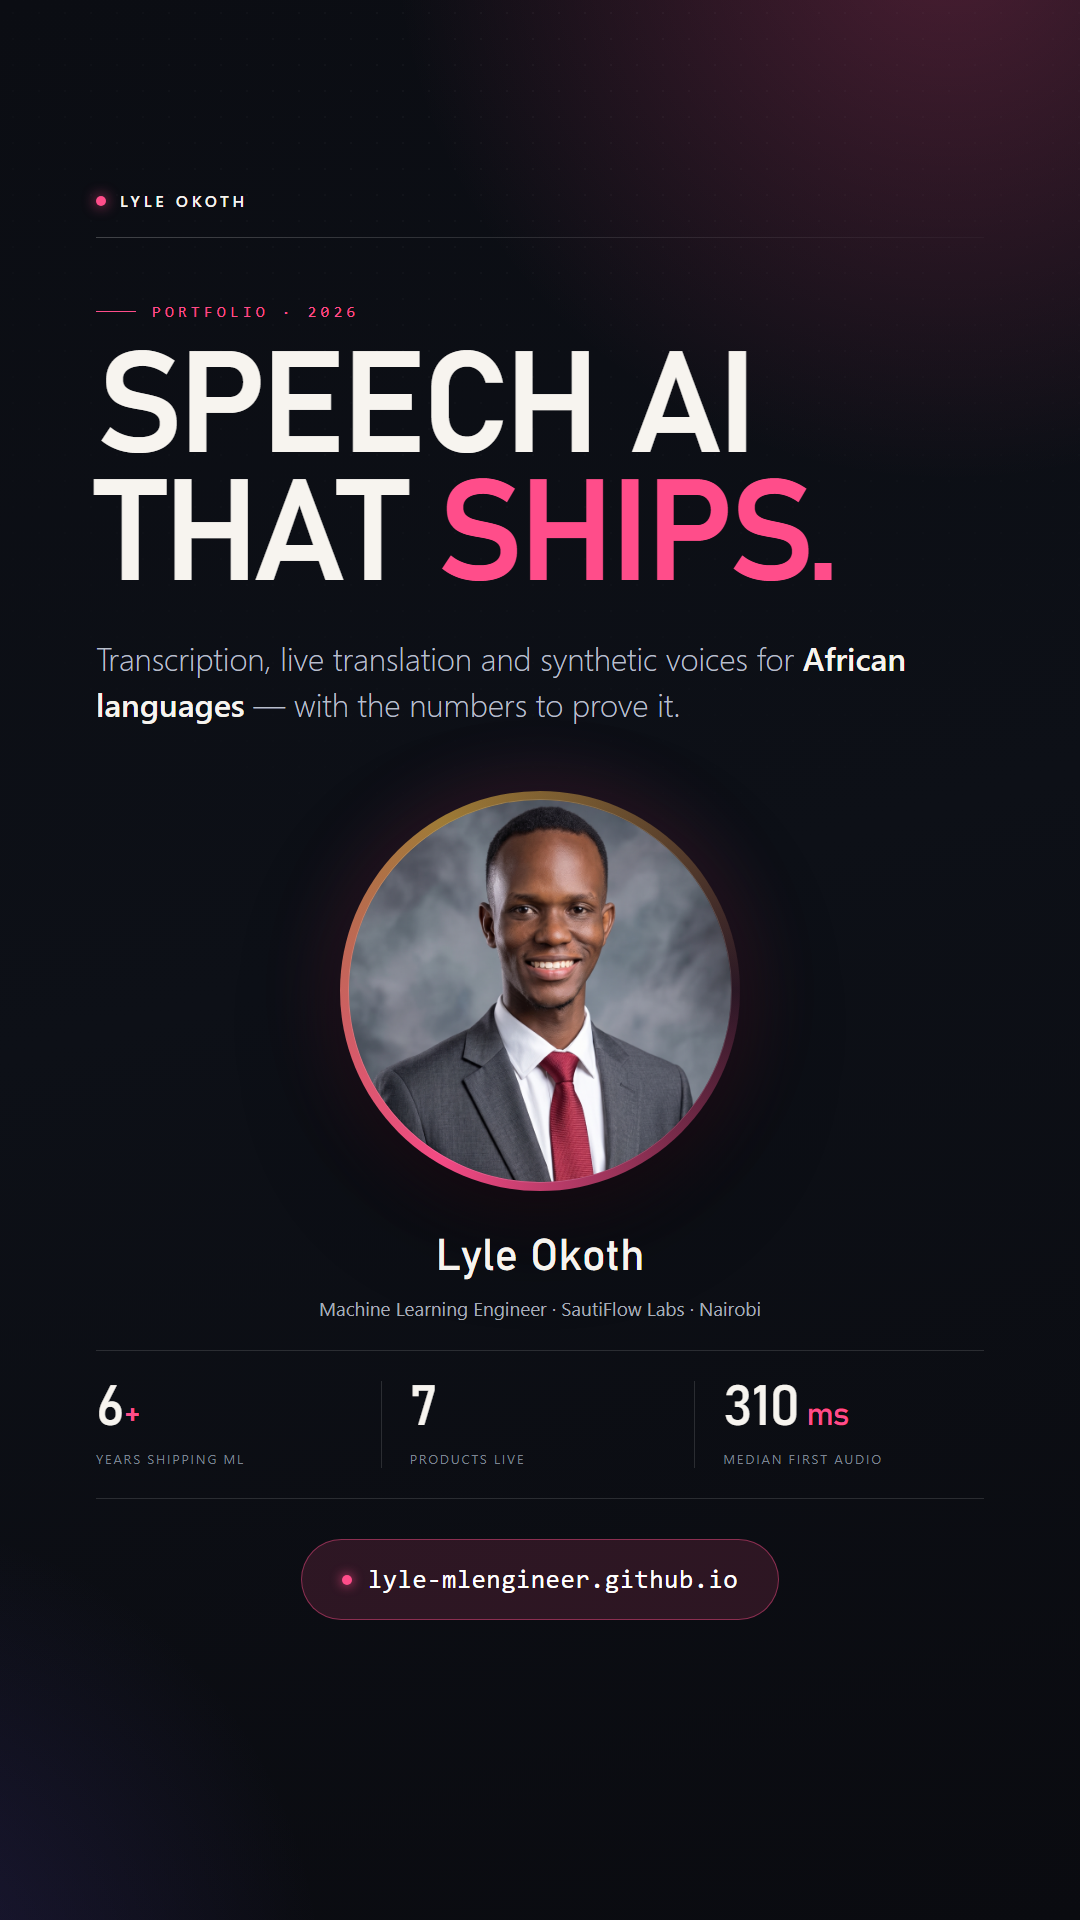 LYLE OKOTH
PORTFOLIO · 2026
SPEECH AI
THAT SHIPS.
Transcription, live translation and synthetic voices for African
languages — with the numbers to prove it.
Lyle Okoth
Machine Learning Engineer · SautiFlow Labs · Nairobi
6+
YEARS SHIPPING ML
7
PRODUCTS LIVE
310 ms
MEDIAN FIRST AUDIO
lyle-mlengineer.github.io